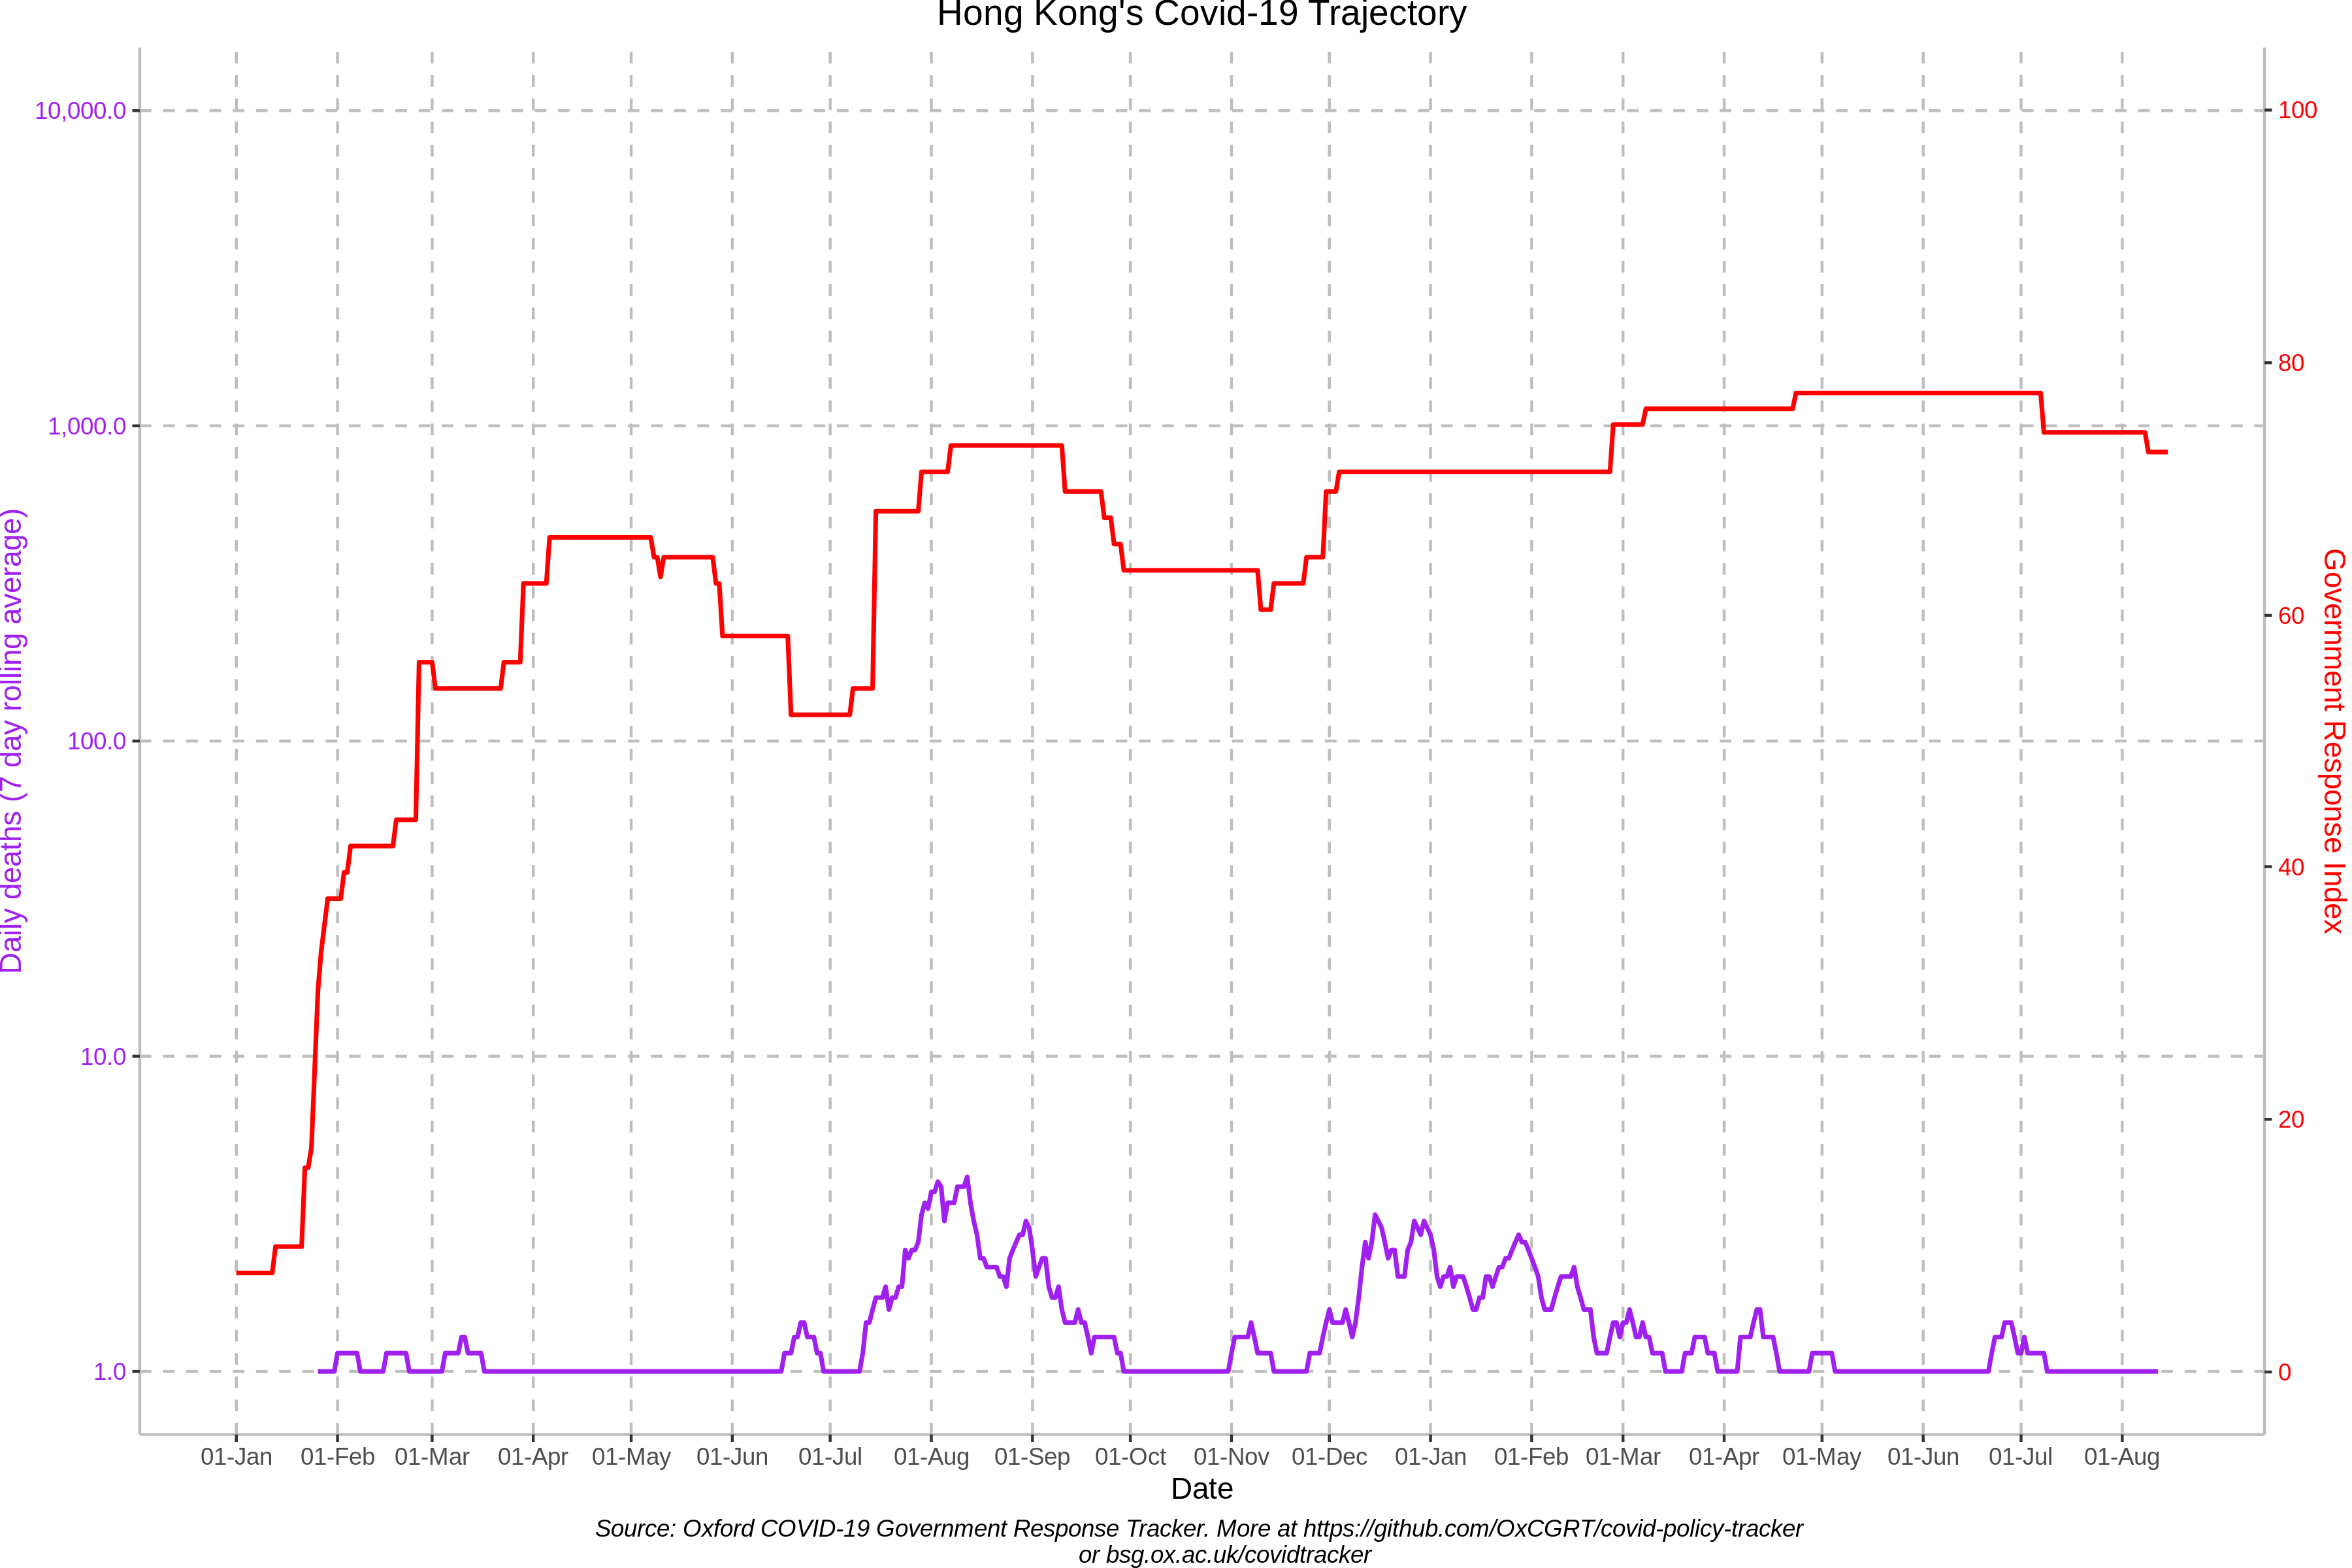 Hong Kong's Covid-19 Trajectory
10,000.0
1,000.0
100.0
10.0
1.0
Daily deaths (7 day rolling average)
100
80
60
40
20
0
Government Response Index
01-Jan 01-Feb 01-Mar 01-Apr 01-May 01-Jun 01-Jul 01-Aug 01-Sep 01-Oct 01-Nov 01-Dec 01-Jan 01-Feb 01-Mar 01-Apr 01-May 01-Jun 01-Jul 01-Aug
Date
Source: Oxford COVID-19 Government Response Tracker. More at https://github.com/OxCGRT/covid-policy-tracker
or bsg.ox.ac.uk/covidtracker